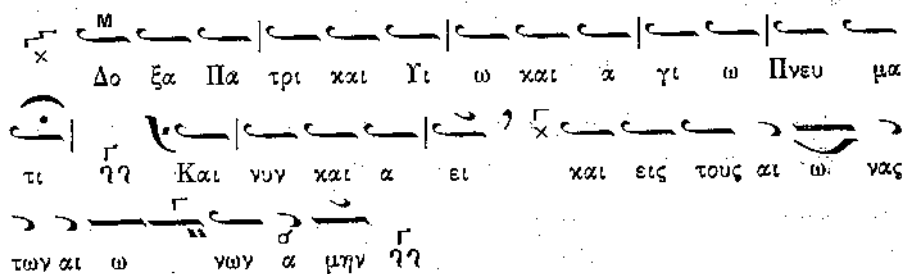 Μ
Δο ξα Πα τρι και Υι ω και α γι ω Πνευ μα
τι Και νυν και α ει και εις τους αι ω νας
των αι ω νων α μην